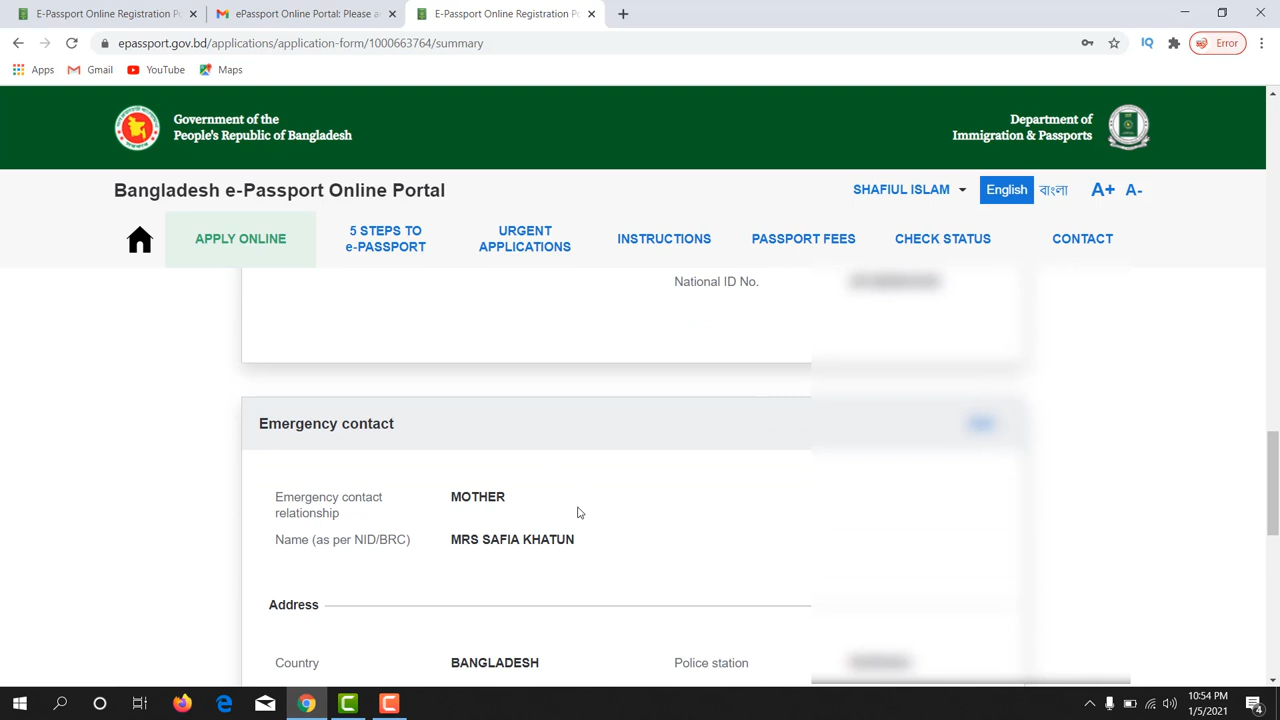 E-Passport Online Registration Po
ePassport Online Portal: Please a
E-Passport Online Registration Po
epassport.gov.bd/applications/application-form/1000663764/summary
IQ
Error
Apps
Gmail
YouTube
Maps
Government of the
People's Republic of Bangladesh
Department of
Immigration & Passports
Bangladesh e-Passport Online Portal
SHAFIUL ISLAM
English
বাংলা
A+
A-
APPLY ONLINE
5 STEPS TO
e-PASSPORT
URGENT
APPLICATIONS
INSTRUCTIONS
PASSPORT FEES
CHECK STATUS
CONTACT
National ID No.
Emergency contact
Emergency contact
relationship
MOTHER
Name (as per NID/BRC)
MRS SAFIA KHATUN
Address
Country
BANGLADESH
Police station
10:54 PM
1/5/2021
4